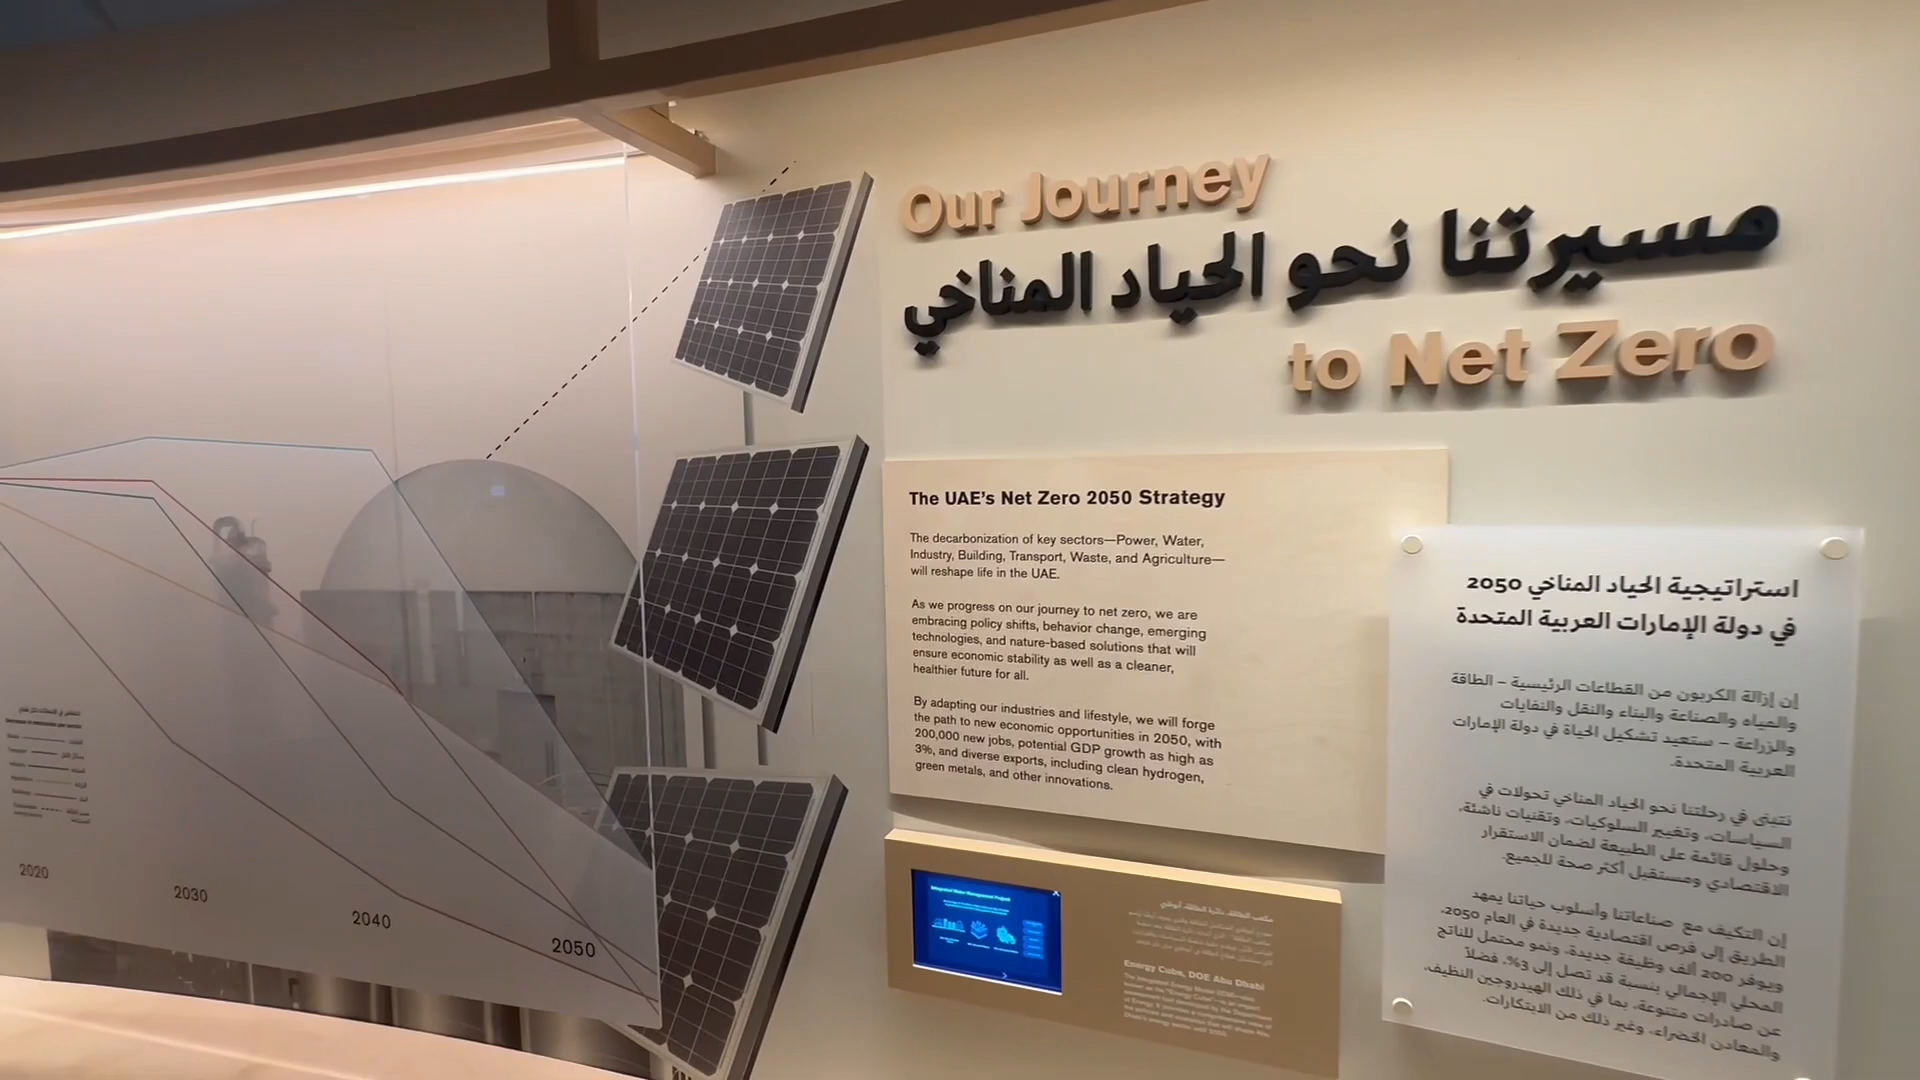 Our Journey
مسيرتنا نحو الحياد المناخي
to Net Zero
The UAE's Net Zero 2050 Strategy
The decarbonization of key sectors—Power, Water,
Industry, Building, Transport, Waste, and Agriculture—
will reshape life in the UAE.
As we progress on our journey to net zero, we are
embracing policy shifts, behavior change, emerging
technologies, and nature-based solutions that will
ensure economic stability as well as a cleaner,
healthier future for all.
By adapting our industries and lifestyle, we will forge
the path to new economic opportunities in 2050, with
200,000 new jobs, potential GDP growth as high as
3%, and diverse exports, including clean hydrogen,
green metals, and other innovations.
استراتيجية الحياد المناخي 2050
في دولة الإمارات العربية المتحدة
إن إزالة الكربون من القطاعات الرئيسية – الطاقة
والمياه والصناعة والبناء والنقل والنفايات
والزراعة – ستعيد تشكيل الحياة في دولة الإمارات
العربية المتحدة.
نتبنى في رحلتنا نحو الحياد المناخي تحولات في
السياسات، وتغيير السلوكيات، وتقنيات ناشئة،
وحلول قائمة على الطبيعة لضمان الاستقرار
الاقتصادي ومستقبل أكثر صحة للجميع.
إن التكيف مع صناعاتنا وأسلوب حياتنا يمهد
الطريق إلى فرص اقتصادية جديدة في العام 2050،
ويوفر 200 ألف وظيفة جديدة، ونمو محتمل للناتج
المحلي الإجمالي بنسبة قد تصل إلى 3%، فضلاً
عن صادرات متنوعة، بما في ذلك الهيدروجين النظيف،
والمعادن الخضراء، وغير ذلك من الابتكارات.
2020
2030
2040
2050
Integrated Water Management Project
Energy Cube, DOE Abu Dhabi